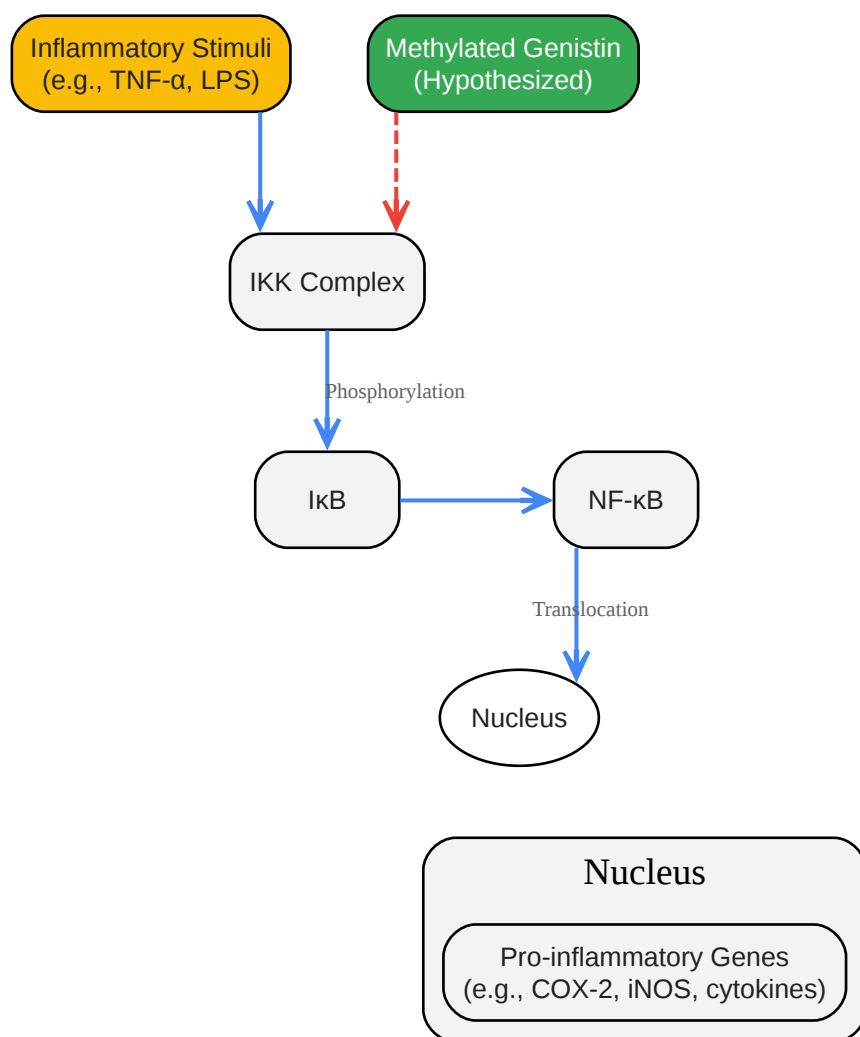 Inflammatory Stimuli
(e.g., TNF-α, LPS)
Methylated Genistin
(Hypothesized)
IKK Complex
Phosphorylation
IκB
NF-κB
Translocation
Nucleus
Nucleus
Pro-inflammatory Genes
(e.g., COX-2, iNOS, cytokines)